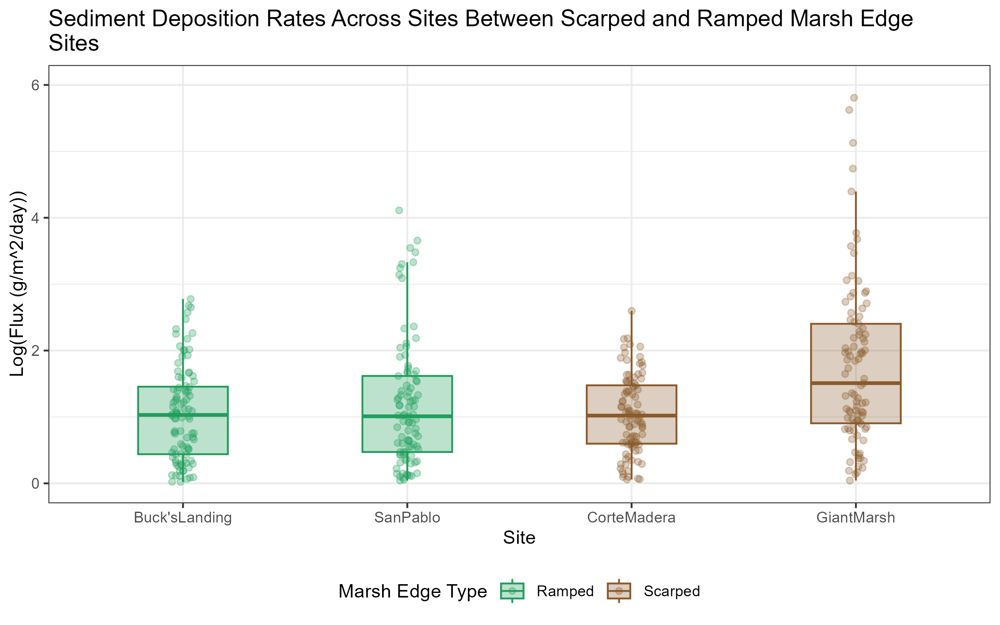 Sediment Deposition Rates Across Sites Between Scarped and Ramped Marsh Edge
Sites
Log(Flux (g/m^2/day))
6
4
2
0
Buck'sLanding
SanPablo
CorteMadera
GiantMarsh
Site
Marsh Edge Type
Ramped
Scarped